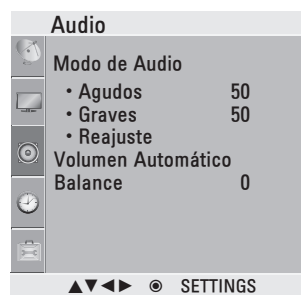 Audio
Modo de Audio
• Agudos 50
• Graves 50
• Reajuste
Volumen Automático
Balance 0
▲▼◀▶ ◉ SETTINGS